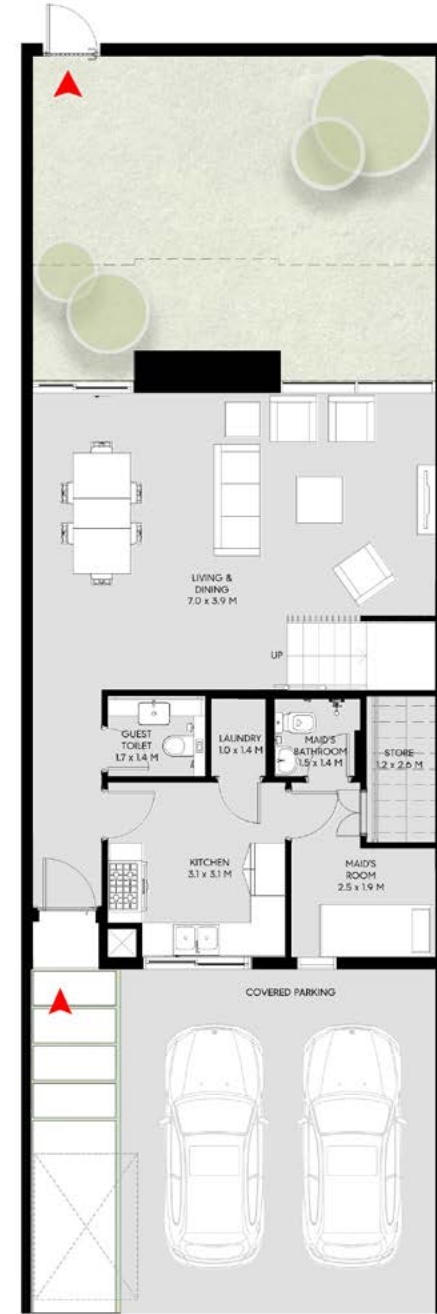 LIVING &
DINING
7.0 x 3.9 M
UP
GUEST
TOILET
1.7 x 1.4 M
LAUNDRY
1.0 x 1.4 M
MAID'S
BATHROOM
1.5 x 1.4 M
STORE
1.2 x 2.6 M
KITCHEN
3.1 x 3.1 M
MAID'S
ROOM
2.5 x 1.9 M
COVERED PARKING